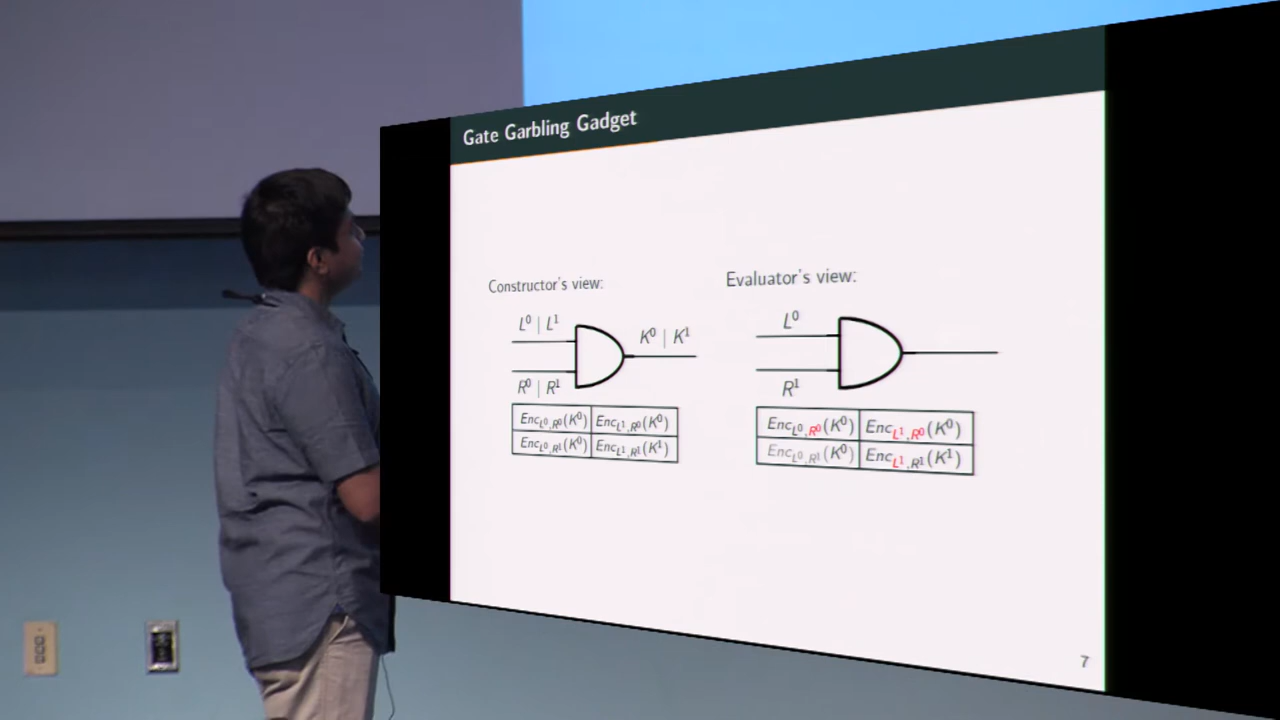 Gate Garbling Gadget
Constructor's view:
L⁰ | L¹
K⁰ | K¹
R⁰ | R¹
Enc_{L⁰,R⁰}(K⁰) Enc_{L¹,R⁰}(K⁰)
Enc_{L⁰,R¹}(K⁰) Enc_{L¹,R¹}(K¹)
Evaluator's view:
L⁰
R¹
Enc_{L⁰,R⁰}(K⁰) Enc_{L¹,R⁰}(K⁰)
Enc_{L⁰,R¹}(K⁰) Enc_{L¹,R¹}(K¹)
7